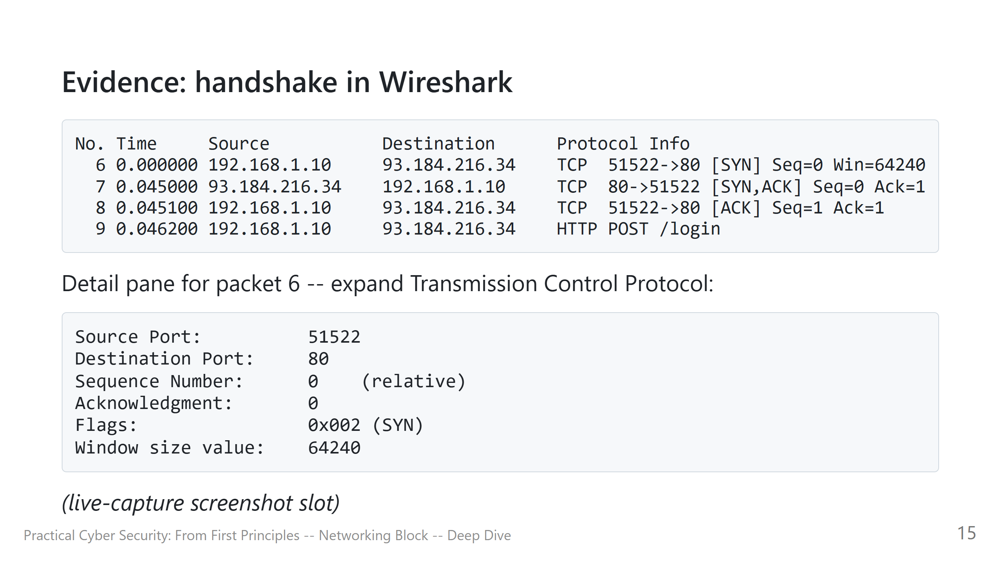 Evidence: handshake in Wireshark
No. Time     Source           Destination      Protocol Info
  6 0.000000 192.168.1.10     93.184.216.34    TCP  51522->80 [SYN] Seq=0 Win=64240
  7 0.045000 93.184.216.34    192.168.1.10     TCP  80->51522 [SYN,ACK] Seq=0 Ack=1
  8 0.045100 192.168.1.10     93.184.216.34    TCP  51522->80 [ACK] Seq=1 Ack=1
  9 0.046200 192.168.1.10     93.184.216.34    HTTP POST /login
Detail pane for packet 6 -- expand Transmission Control Protocol:
Source Port:          51522
Destination Port:     80
Sequence Number:      0    (relative)
Acknowledgment:       0
Flags:                0x002 (SYN)
Window size value:    64240
(live-capture screenshot slot)
Practical Cyber Security: From First Principles -- Networking Block -- Deep Dive
15